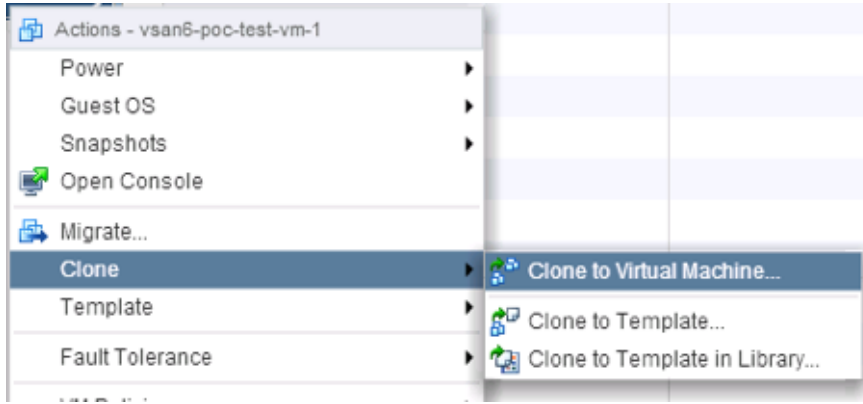 Actions - vsan6-poc-test-vm-1
Power
Guest OS
Snapshots
Open Console
Migrate...
Clone
Clone to Virtual Machine...
Template
Clone to Template...
Fault Tolerance
Clone to Template in Library...